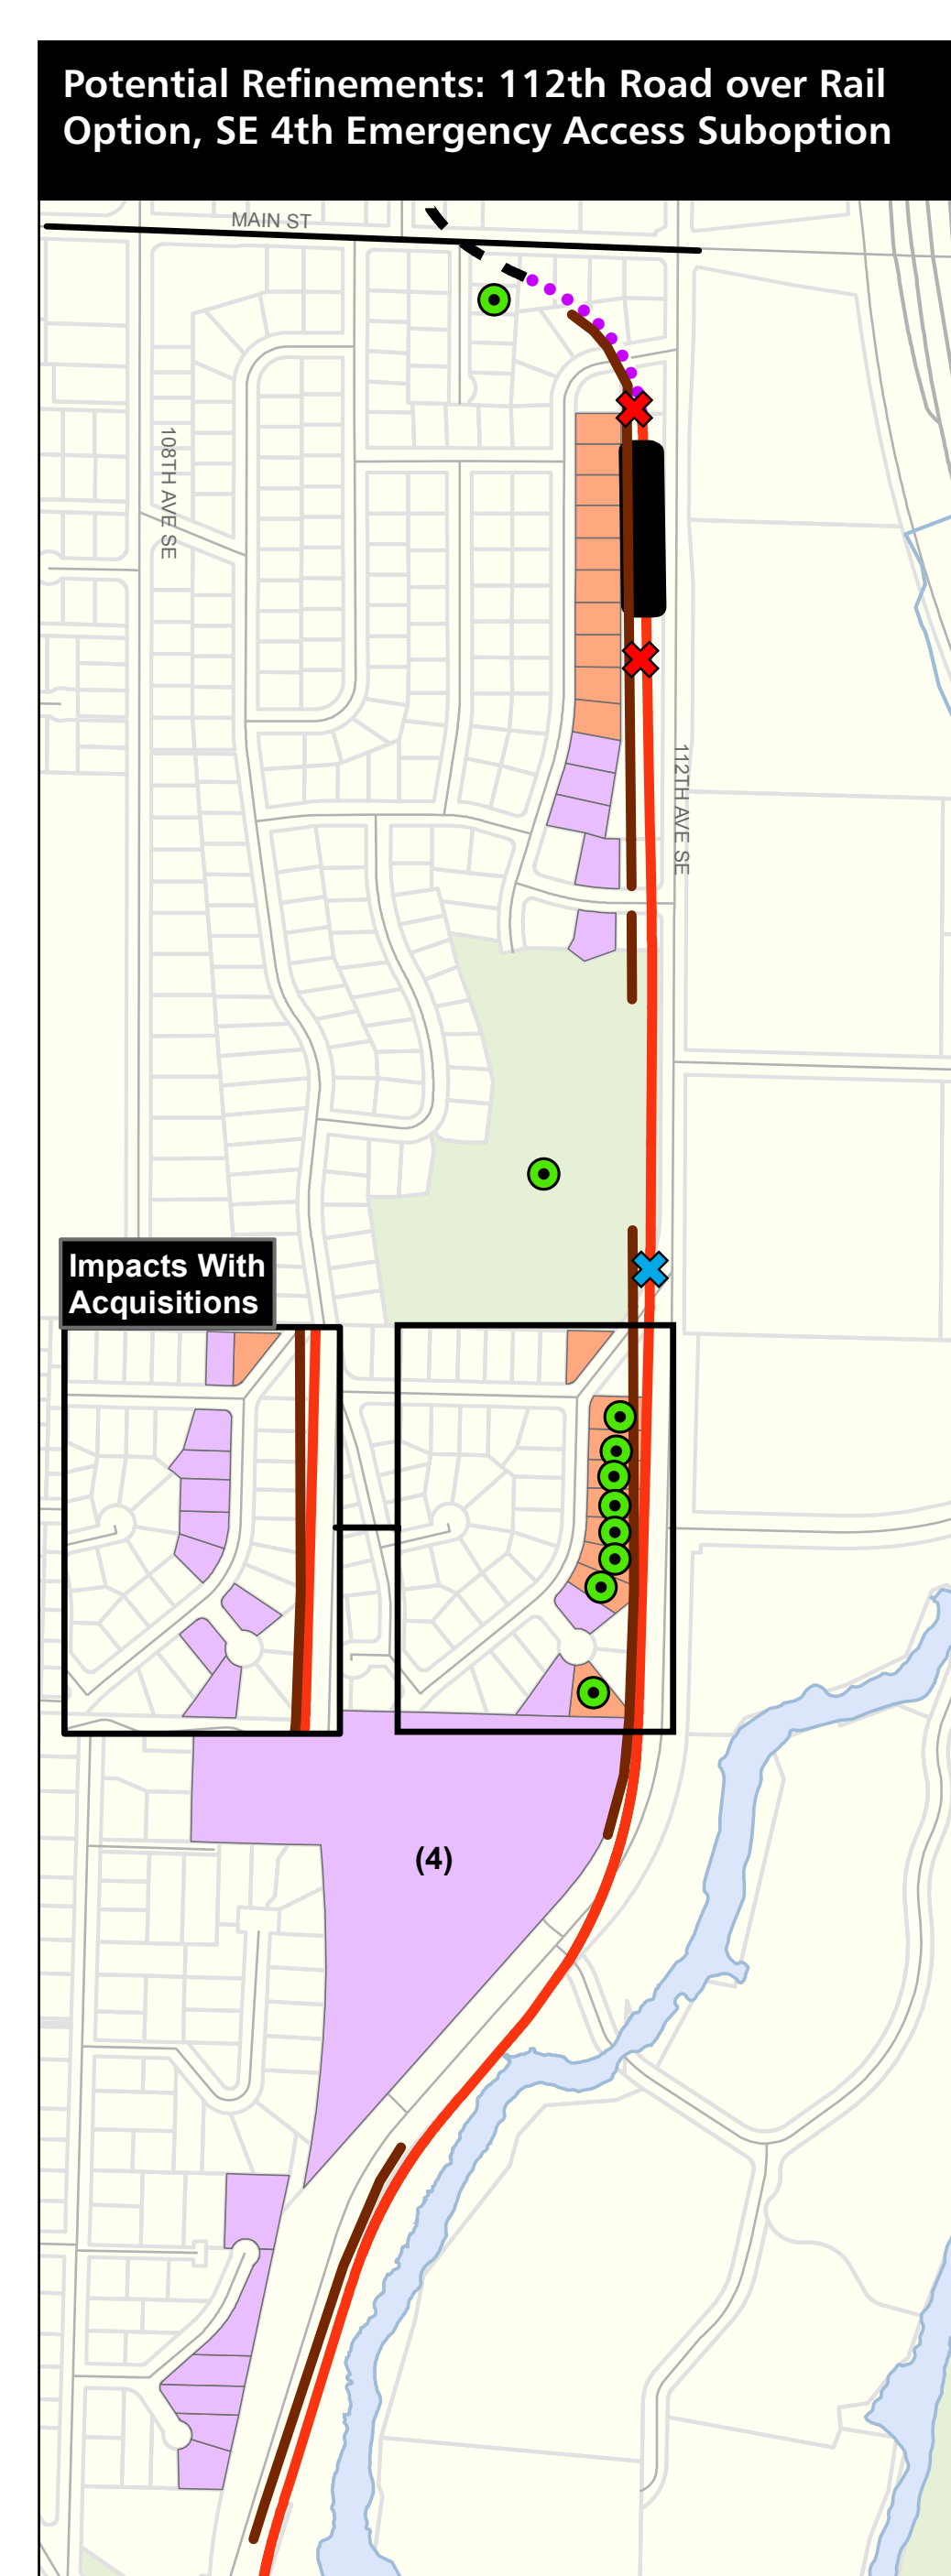 Potential Refinements: 112th Road over Rail
Option, SE 4th Emergency Access Suboption
MAIN ST
108TH AVE SE
112TH AVE SE
Impacts With
Acquisitions
(4)